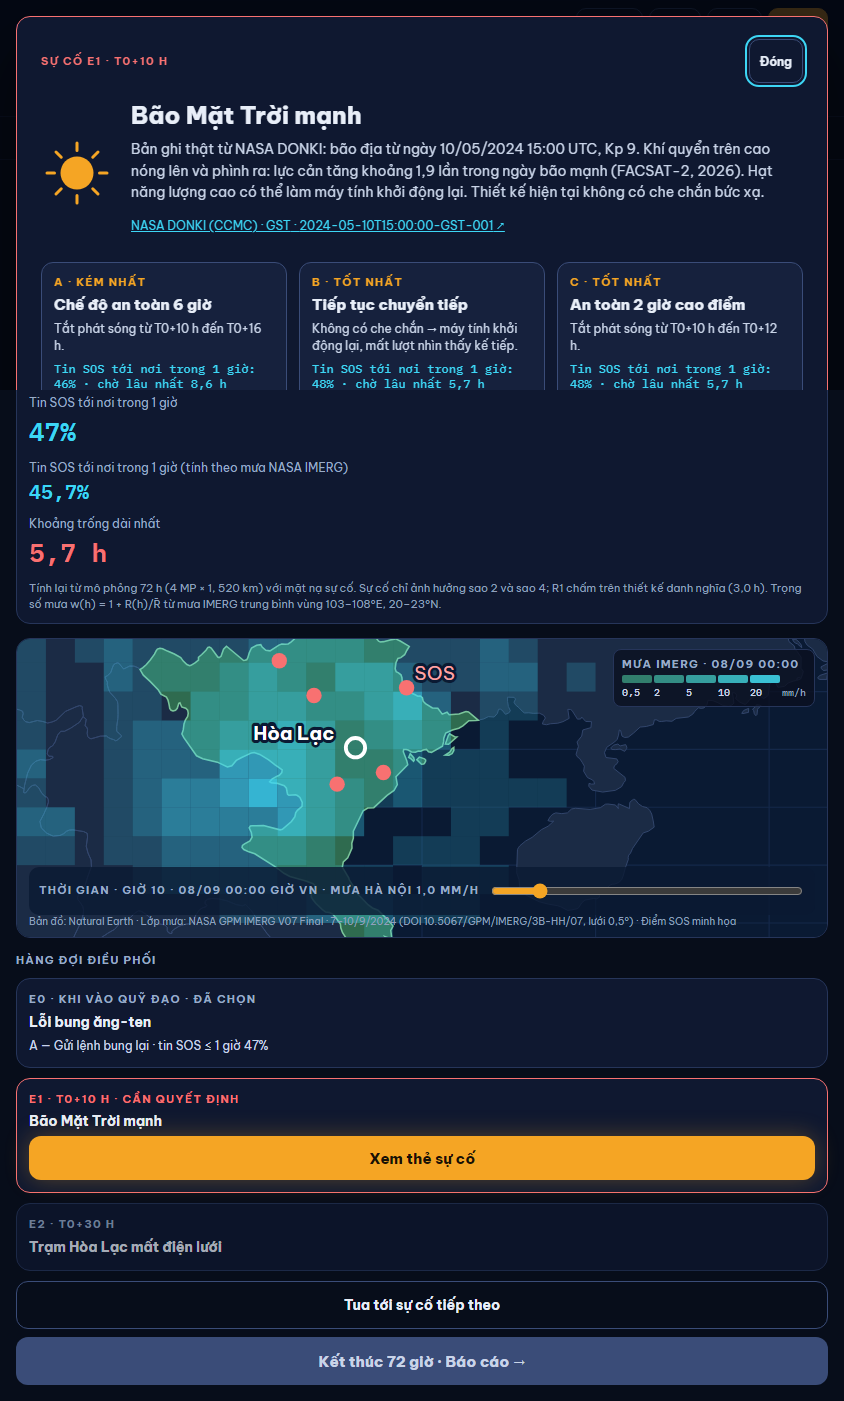 SỰ CỐ E1 · T0+10 H
Đóng
Bão Mặt Trời mạnh
Bản ghi thật từ NASA DONKI: bão địa từ ngày 10/05/2024 15:00 UTC, Kp 9. Khí quyển trên cao
nóng lên và phình ra: lực cản tăng khoảng 1,9 lần trong ngày bão mạnh (FACSAT-2, 2026). Hạt
năng lượng cao có thể làm máy tính khởi động lại. Thiết kế hiện tại không có che chắn bức xạ.
NASA DONKI (CCMC) · GST · 2024-05-10T15:00:00-GST-001 ↗
A · KÉM NHẤT
Chế độ an toàn 6 giờ
Tắt phát sóng từ T0+10 h đến T0+16
h.
Tin SOS tới nơi trong 1 giờ:
46% · chờ lâu nhất 8,6 h
B · TỐT NHẤT
Tiếp tục chuyển tiếp
Không có che chắn → máy tính khởi
động lại, mất lượt nhìn thấy kế tiếp.
Tin SOS tới nơi trong 1 giờ:
48% · chờ lâu nhất 5,7 h
C · TỐT NHẤT
An toàn 2 giờ cao điểm
Tắt phát sóng từ T0+10 h đến T0+12
h.
Tin SOS tới nơi trong 1 giờ:
48% · chờ lâu nhất 5,7 h
Tin SOS tới nơi trong 1 giờ
47%
Tin SOS tới nơi trong 1 giờ (tính theo mưa NASA IMERG)
45,7%
Khoảng trống dài nhất
5,7 h
Tính lại từ mô phỏng 72 h (4 MP × 1, 520 km) với mặt nạ sự cố. Sự cố chỉ ảnh hưởng sao 2 và sao 4; R1 chấm trên thiết kế danh nghĩa (3,0 h). Trọng
số mưa w(h) = 1 + R(h)/R̄ từ mưa IMERG trung bình vùng 103–108°E, 20–23°N.
SOS
Hòa Lạc
MƯA IMERG · 08/09 00:00
0,5 2 5 10 20 mm/h
THỜI GIAN · GIỜ 10 · 08/09 00:00 GIỜ VN · MƯA HÀ NỘI 1,0 MM/H
Bản đồ: Natural Earth · Lớp mưa: NASA GPM IMERG V07 Final · 7–10/9/2024 (DOI 10.5067/GPM/IMERG/3B-HH/07, lưới 0,5°) · Điểm SOS minh họa
HÀNG ĐỢI ĐIỀU PHỐI
E0 · KHI VÀO QUỸ ĐẠO · ĐÃ CHỌN
Lỗi bung ăng-ten
A — Gửi lệnh bung lại · tin SOS ≤ 1 giờ 47%
E1 · T0+10 H · CẦN QUYẾT ĐỊNH
Bão Mặt Trời mạnh
Xem thẻ sự cố
E2 · T0+30 H
Trạm Hòa Lạc mất điện lưới
Tua tới sự cố tiếp theo
Kết thúc 72 giờ · Báo cáo →